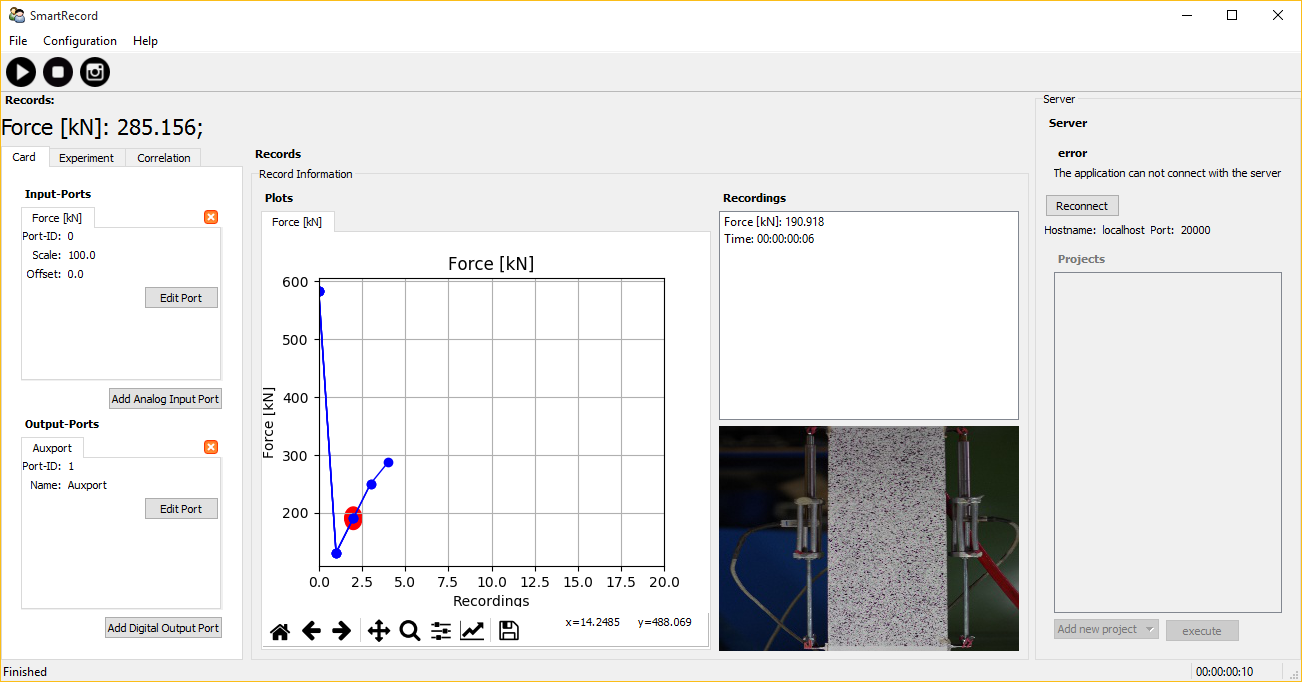 SmartRecord
File Configuration Help
Records:
Force [kN]: 285.156;
Card Experiment Correlation
Input-Ports
Force [kN]
Port-ID: 0
Scale: 100.0
Offset: 0.0
Edit Port
Add Analog Input Port
Output-Ports
Auxport
Port-ID: 1
Name: Auxport
Edit Port
Add Digital Output Port
Records
Record Information
Plots
Force [kN]
Force [kN]
600
500
400
300
200
Force [kN]
0.0 2.5 5.0 7.5 10.0 12.5 15.0 17.5 20.0
Recordings
x=14.2485 y=488.069
Recordings
Force [kN]: 190.918
Time: 00:00:00:06
Server
Server
error
The application can not connect with the server
Reconnect
Hostname: localhost Port: 20000
Projects
Add new project
execute
Finished
00:00:00:10